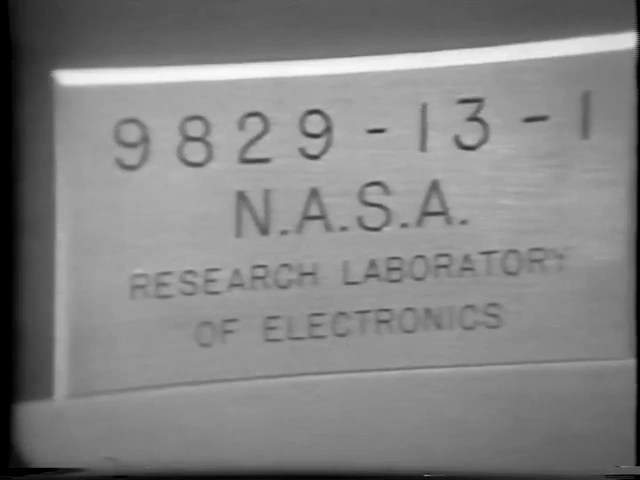 9829-13-1
N.A.S.A.
RESEARCH LABORATORY
OF ELECTRONICS